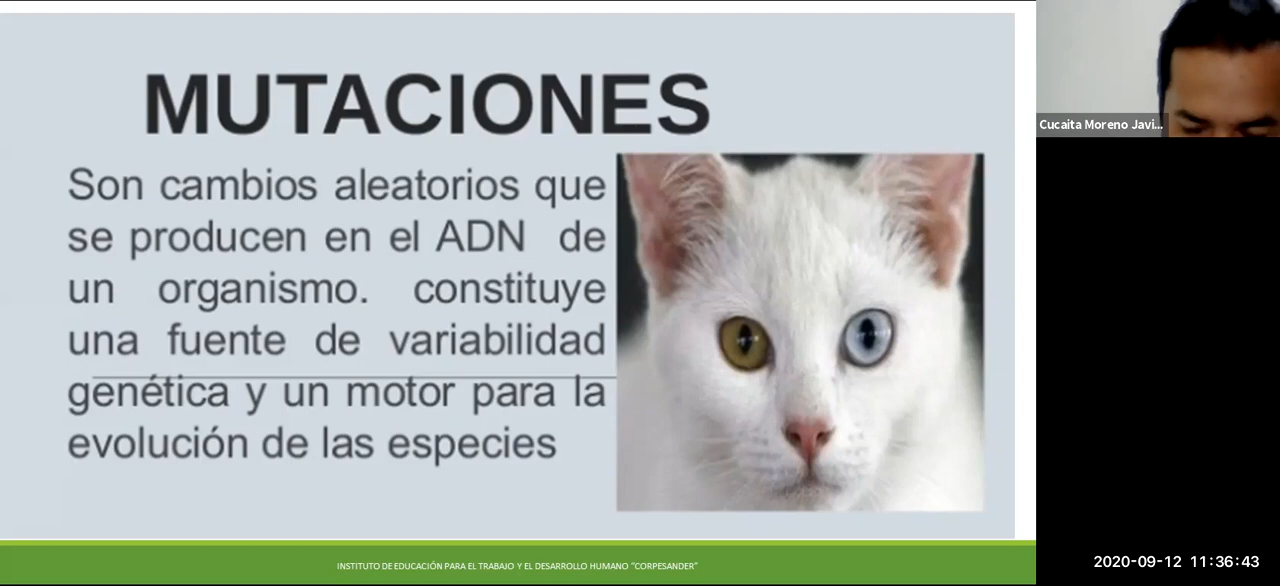 MUTACIONES
Son cambios aleatorios que
se producen en el ADN de
un organismo. constituye
una fuente de variabilidad
genética y un motor para la
evolución de las especies
INSTITUTO DE EDUCACIÓN PARA EL TRABAJO Y EL DESARROLLO HUMANO "CORPESANDER"
Cucaita Moreno Javi...
2020-09-12 11:36:43